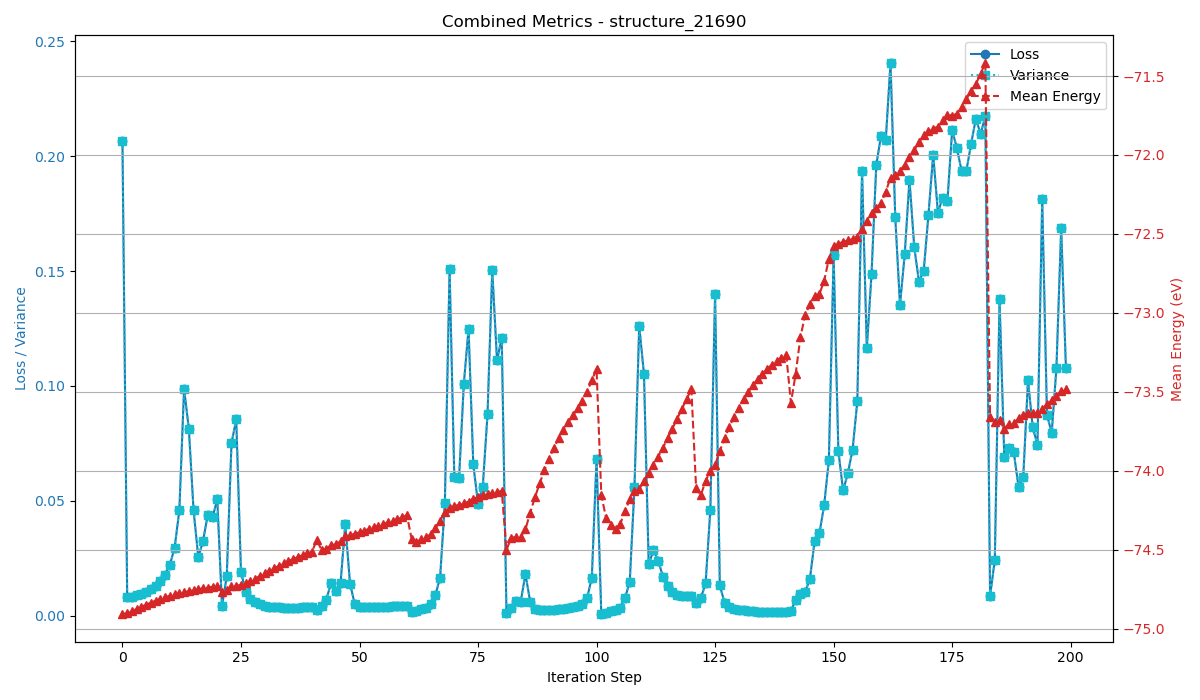 Combined Metrics - structure_21690
Loss
Variance
Mean Energy
0.25
0.20
0.15
0.10
0.05
0.00
Loss / Variance
−71.5
−72.0
−72.5
−73.0
−73.5
−74.0
−74.5
−75.0
Mean Energy (eV)
0 25 50 75 100 125 150 175 200
Iteration Step